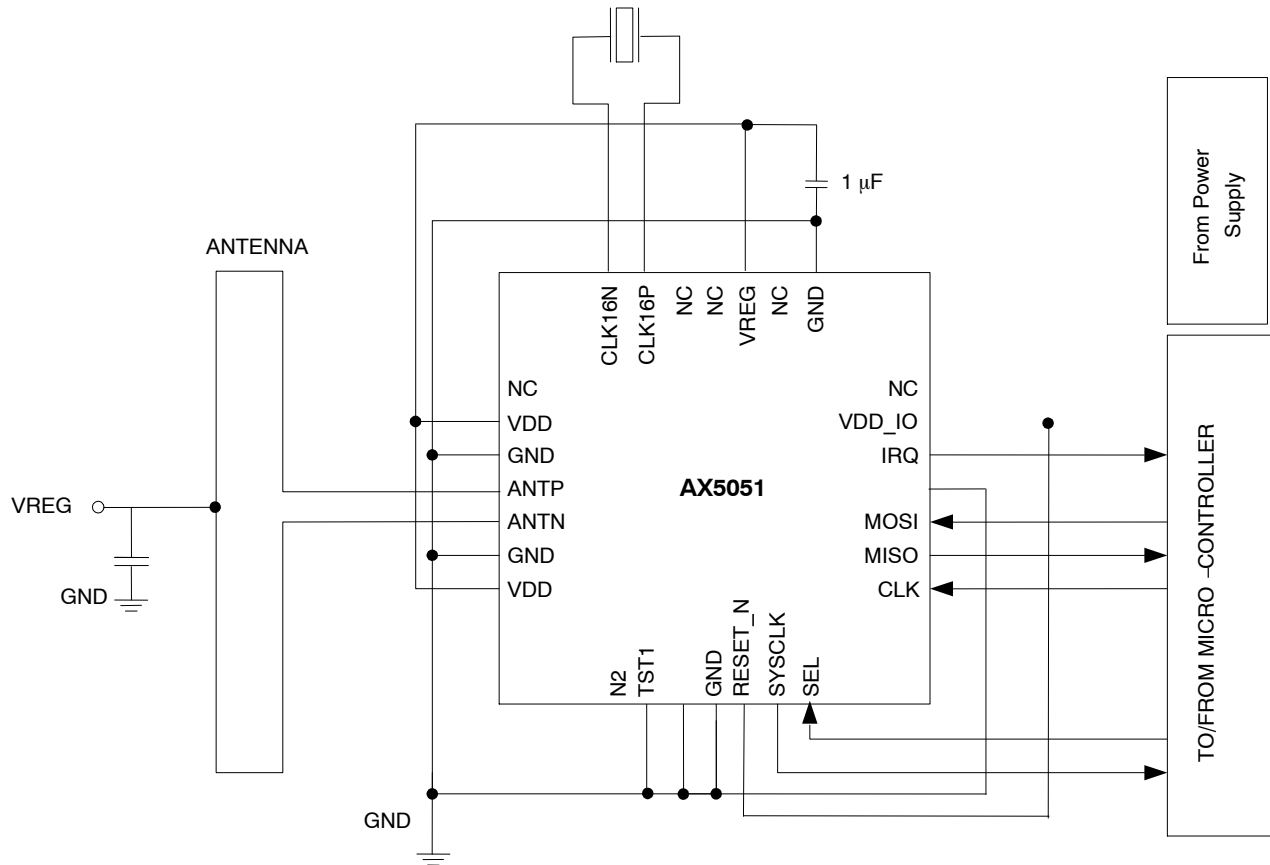 1 μF
From Power
Supply
ANTENNA
CLK16N
CLK16P
NC
NC
VREG
NC
GND
NC
VDD
GND
ANTP
ANTN
GND
VDD
AX5051
NC
VDD_IO
IRQ
MOSI
MISO
CLK
VREG
GND
N2
TST1
GND
RESET_N
SYSCLK
SEL
TO/FROM MICRO –CONTROLLER
GND